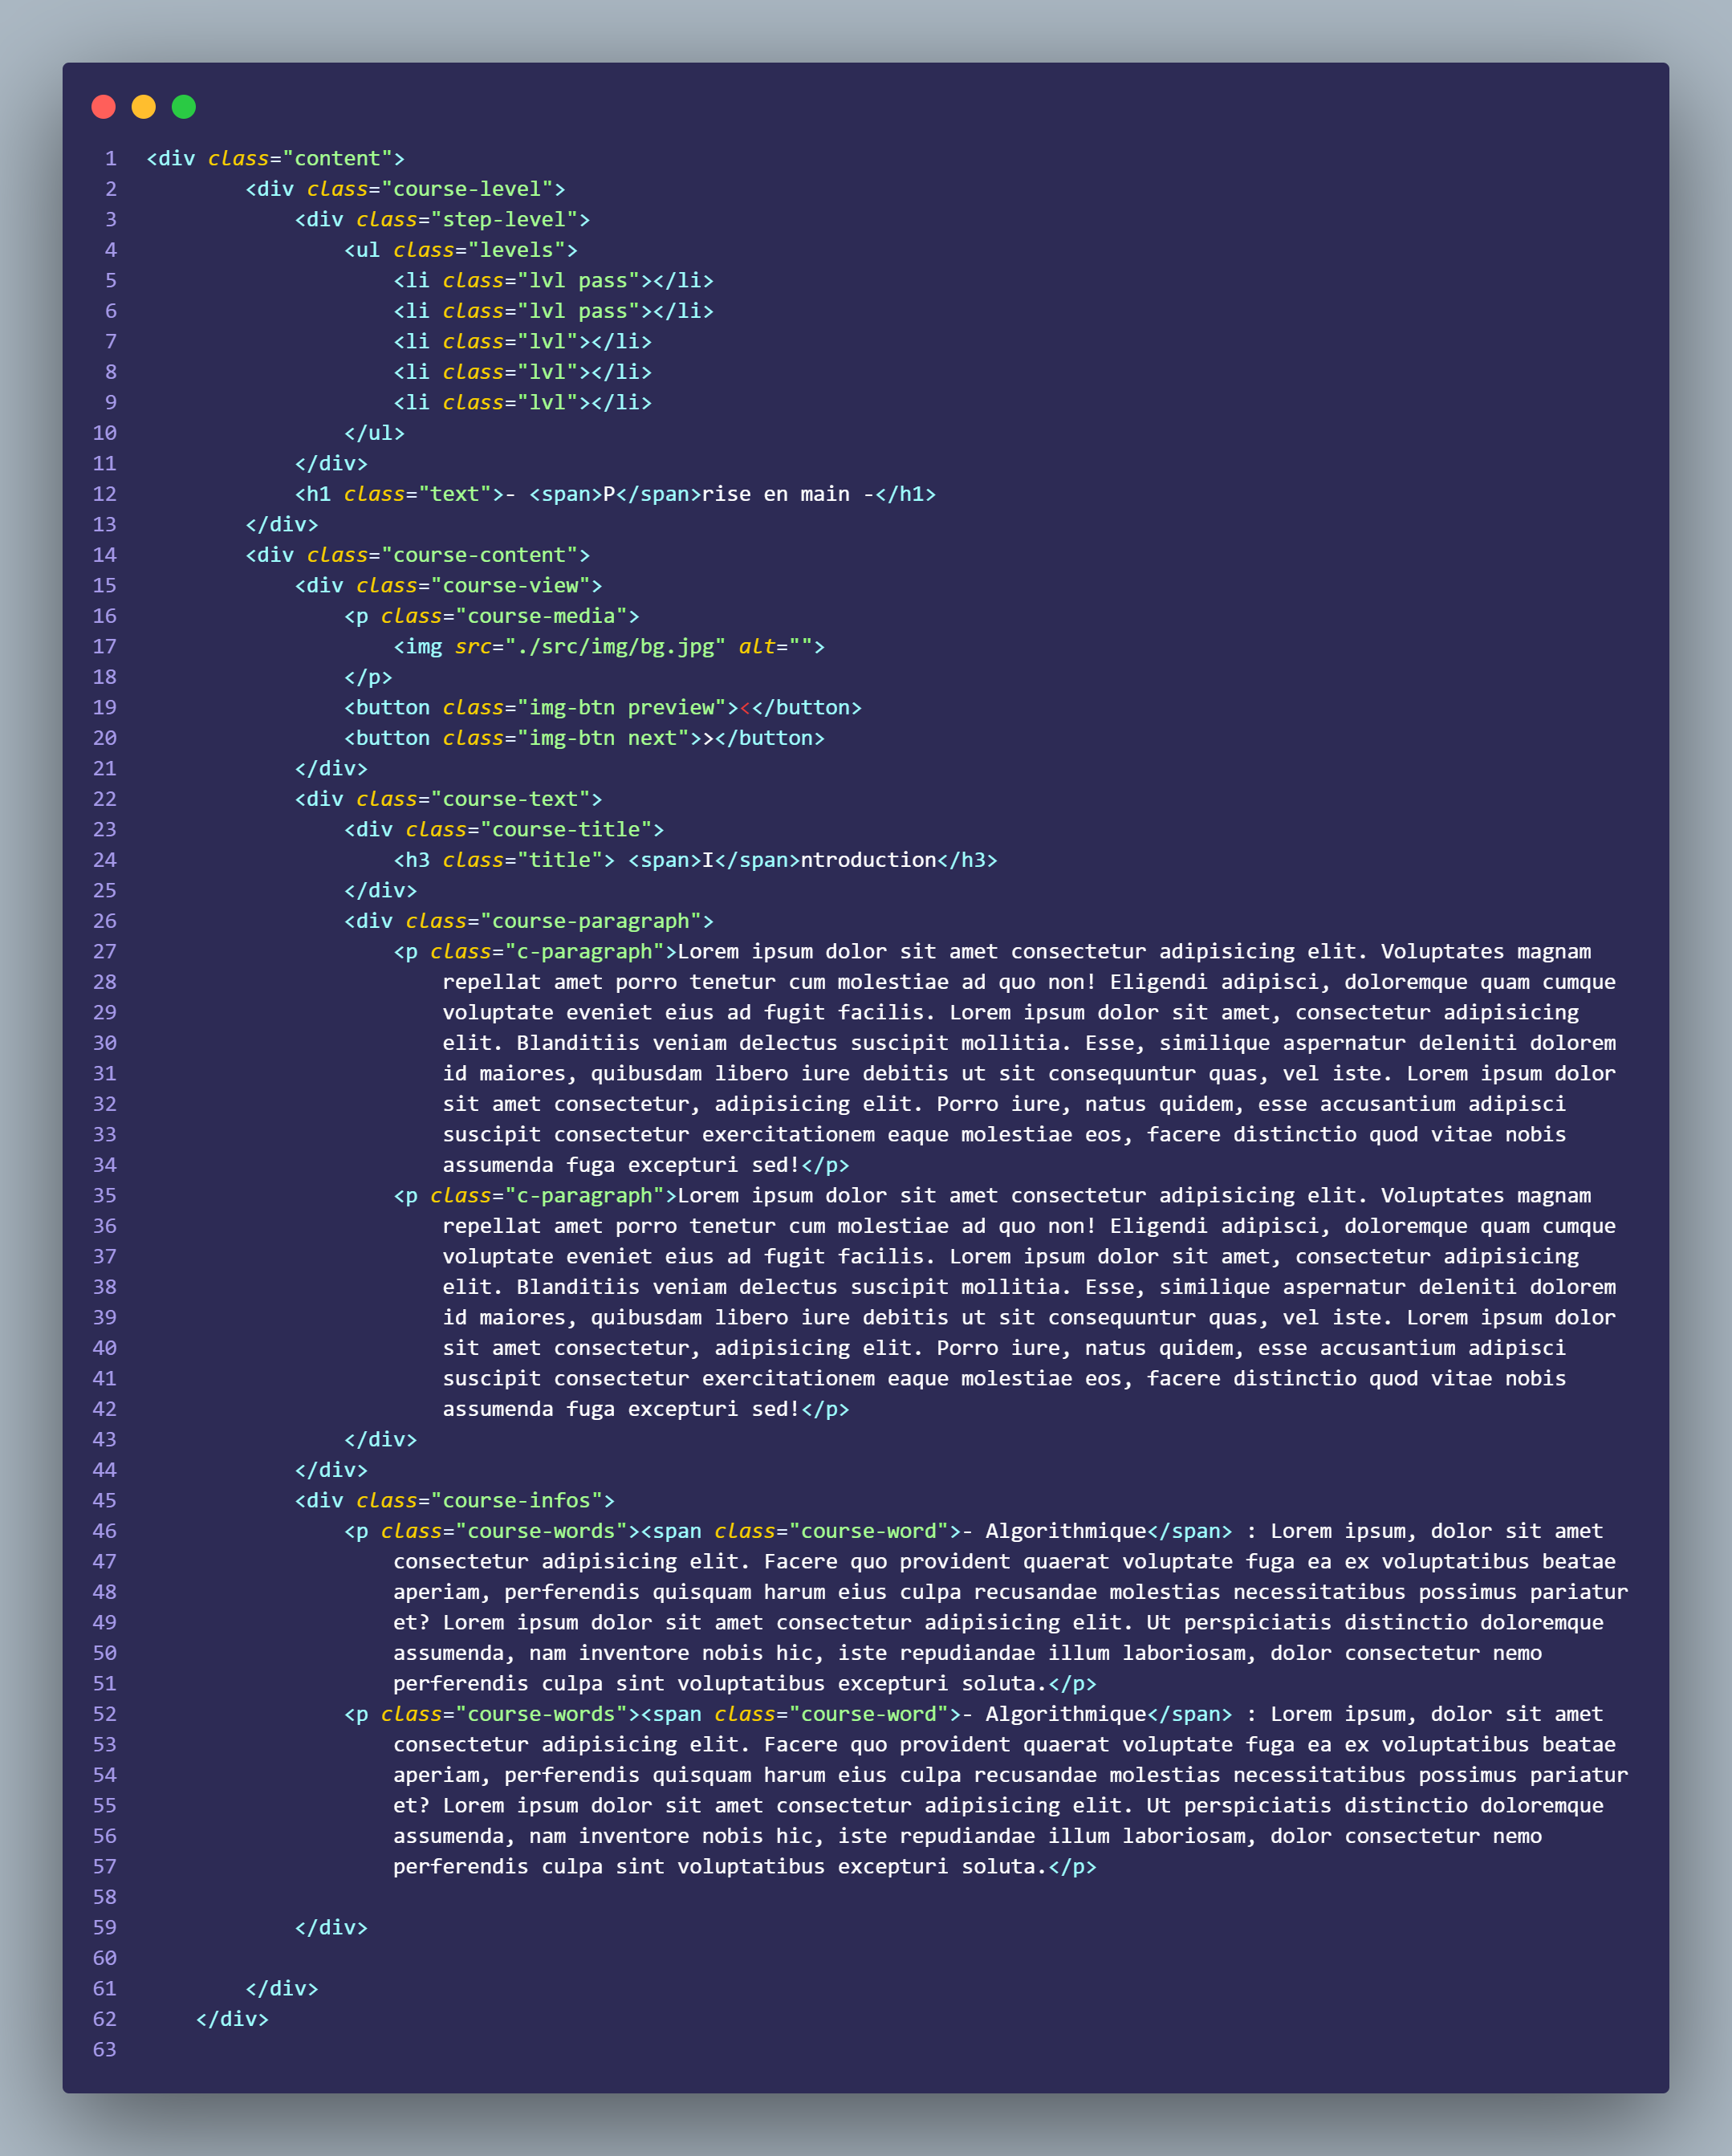 1 <div class="content">
2         <div class="course-level">
3             <div class="step-level">
4                 <ul class="levels">
5                     <li class="lvl pass"></li>
6                     <li class="lvl pass"></li>
7                     <li class="lvl"></li>
8                     <li class="lvl"></li>
9                     <li class="lvl"></li>
10                 </ul>
11             </div>
12             <h1 class="text">- <span>P</span>rise en main -</h1>
13         </div>
14         <div class="course-content">
15             <div class="course-view">
16                 <p class="course-media">
17                     <img src="./src/img/bg.jpg" alt="">
18                 </p>
19                 <button class="img-btn preview"><</button>
20                 <button class="img-btn next">></button>
21             </div>
22             <div class="course-text">
23                 <div class="course-title">
24                     <h3 class="title"> <span>I</span>ntroduction</h3>
25                 </div>
26                 <div class="course-paragraph">
27                     <p class="c-paragraph">Lorem ipsum dolor sit amet consectetur adipisicing elit. Voluptates magnam
28                         repellat amet porro tenetur cum molestiae ad quo non! Eligendi adipisci, doloremque quam cumque
29                         voluptate eveniet eius ad fugit facilis. Lorem ipsum dolor sit amet, consectetur adipisicing
30                         elit. Blanditiis veniam delectus suscipit mollitia. Esse, similique aspernatur deleniti dolorem
31                         id maiores, quibusdam libero iure debitis ut sit consequuntur quas, vel iste. Lorem ipsum dolor
32                         sit amet consectetur, adipisicing elit. Porro iure, natus quidem, esse accusantium adipisci
33                         suscipit consectetur exercitationem eaque molestiae eos, facere distinctio quod vitae nobis
34                         assumenda fuga excepturi sed!</p>
35                     <p class="c-paragraph">Lorem ipsum dolor sit amet consectetur adipisicing elit. Voluptates magnam
36                         repellat amet porro tenetur cum molestiae ad quo non! Eligendi adipisci, doloremque quam cumque
37                         voluptate eveniet eius ad fugit facilis. Lorem ipsum dolor sit amet, consectetur adipisicing
38                         elit. Blanditiis veniam delectus suscipit mollitia. Esse, similique aspernatur deleniti dolorem
39                         id maiores, quibusdam libero iure debitis ut sit consequuntur quas, vel iste. Lorem ipsum dolor
40                         sit amet consectetur, adipisicing elit. Porro iure, natus quidem, esse accusantium adipisci
41                         suscipit consectetur exercitationem eaque molestiae eos, facere distinctio quod vitae nobis
42                         assumenda fuga excepturi sed!</p>
43                 </div>
44             </div>
45             <div class="course-infos">
46                 <p class="course-words"><span class="course-word">- Algorithmique</span> : Lorem ipsum, dolor sit amet
47                     consectetur adipisicing elit. Facere quo provident quaerat voluptate fuga ea ex voluptatibus beatae
48                     aperiam, perferendis quisquam harum eius culpa recusandae molestias necessitatibus possimus pariatur
49                     et? Lorem ipsum dolor sit amet consectetur adipisicing elit. Ut perspiciatis distinctio doloremque
50                     assumenda, nam inventore nobis hic, iste repudiandae illum laboriosam, dolor consectetur nemo
51                     perferendis culpa sint voluptatibus excepturi soluta.</p>
52                 <p class="course-words"><span class="course-word">- Algorithmique</span> : Lorem ipsum, dolor sit amet
53                     consectetur adipisicing elit. Facere quo provident quaerat voluptate fuga ea ex voluptatibus beatae
54                     aperiam, perferendis quisquam harum eius culpa recusandae molestias necessitatibus possimus pariatur
55                     et? Lorem ipsum dolor sit amet consectetur adipisicing elit. Ut perspiciatis distinctio doloremque
56                     assumenda, nam inventore nobis hic, iste repudiandae illum laboriosam, dolor consectetur nemo
57                     perferendis culpa sint voluptatibus excepturi soluta.</p>
58
59             </div>
60
61         </div>
62     </div>
63